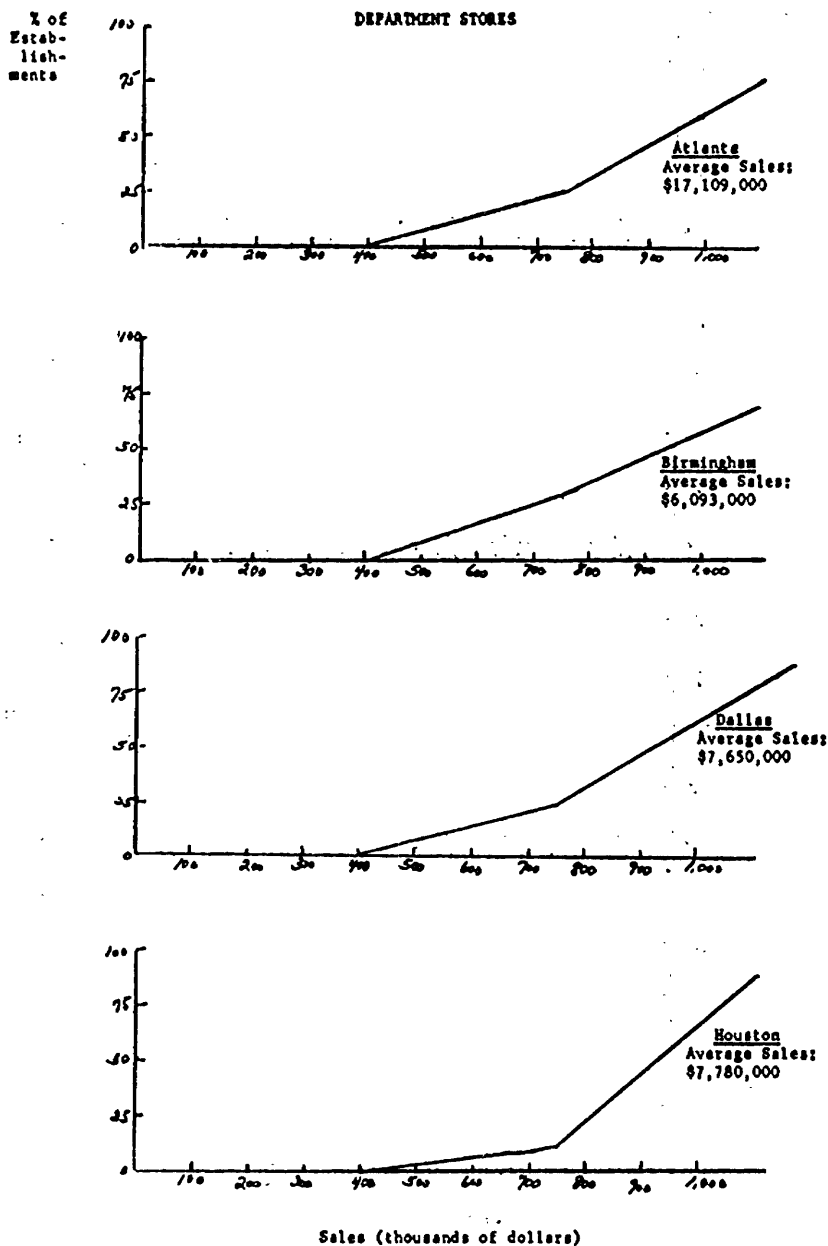 DEPARTMENT STORES
% of
Estab-
lish-
ments
100
75
50
25
0
100 200 300 400 500 600 700 800 900 1,000
Atlanta
Average Sales:
$17,109,000
100
75
50
25
0
100 200 300 400 500 600 700 800 900 1,000
Birmingham
Average Sales:
$6,093,000
100
75
50
25
0
100 200 300 400 500 600 700 800 900 1,000
Dallas
Average Sales:
$7,650,000
100
75
50
25
0
100 200 300 400 500 600 700 800 900 1,000
Houston
Average Sales:
$7,780,000
Sales (thousands of dollars)